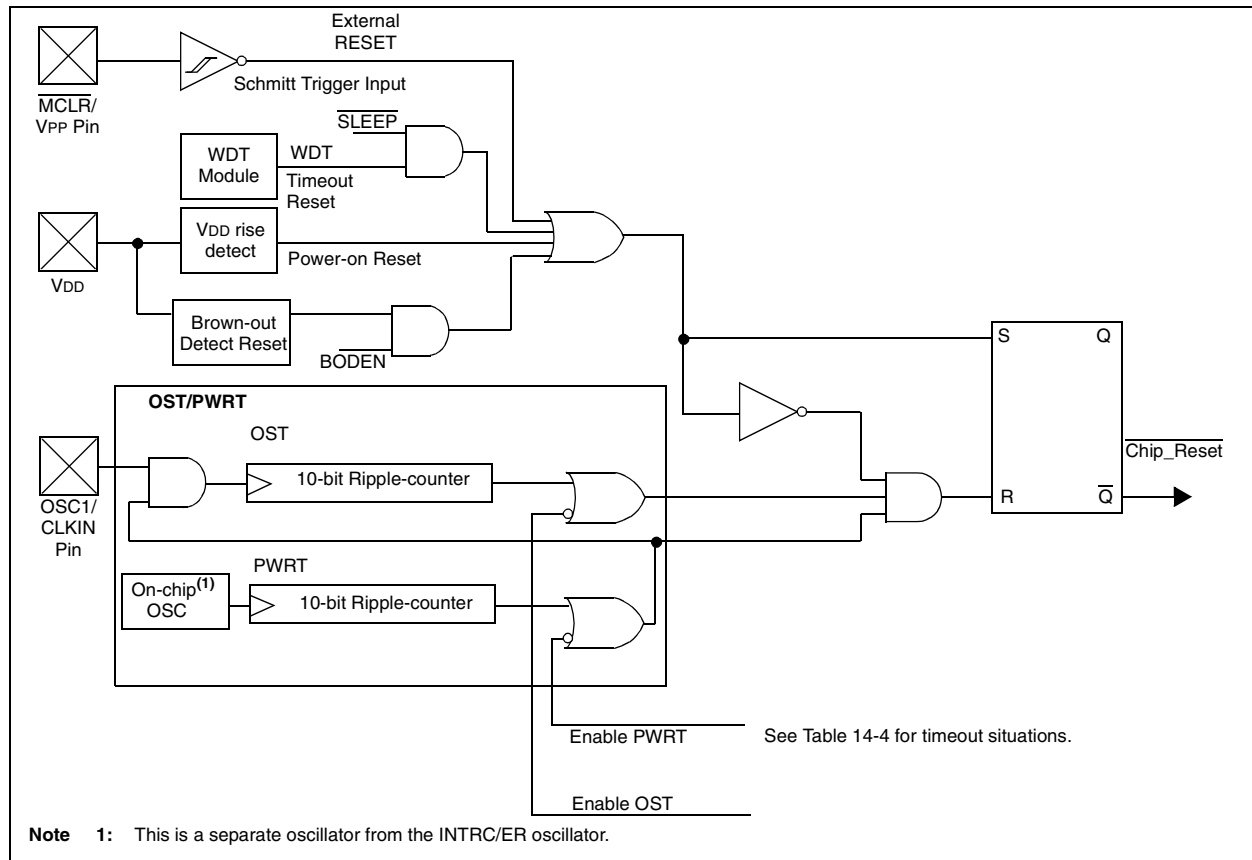 External
RESET
Schmitt Trigger Input
MCLR/
VPP Pin
SLEEP
WDT
Module
WDT
Timeout
Reset
VDD rise
detect
Power-on Reset
VDD
Brown-out
Detect Reset
BODEN
S
Q
OST/PWRT
OST
10-bit Ripple-counter
Chip_Reset
OSC1/
CLKIN
Pin
R
Q
PWRT
On-chip(1)
OSC
10-bit Ripple-counter
Enable PWRT
See Table 14-4 for timeout situations.
Enable OST
Note 1: This is a separate oscillator from the INTRC/ER oscillator.